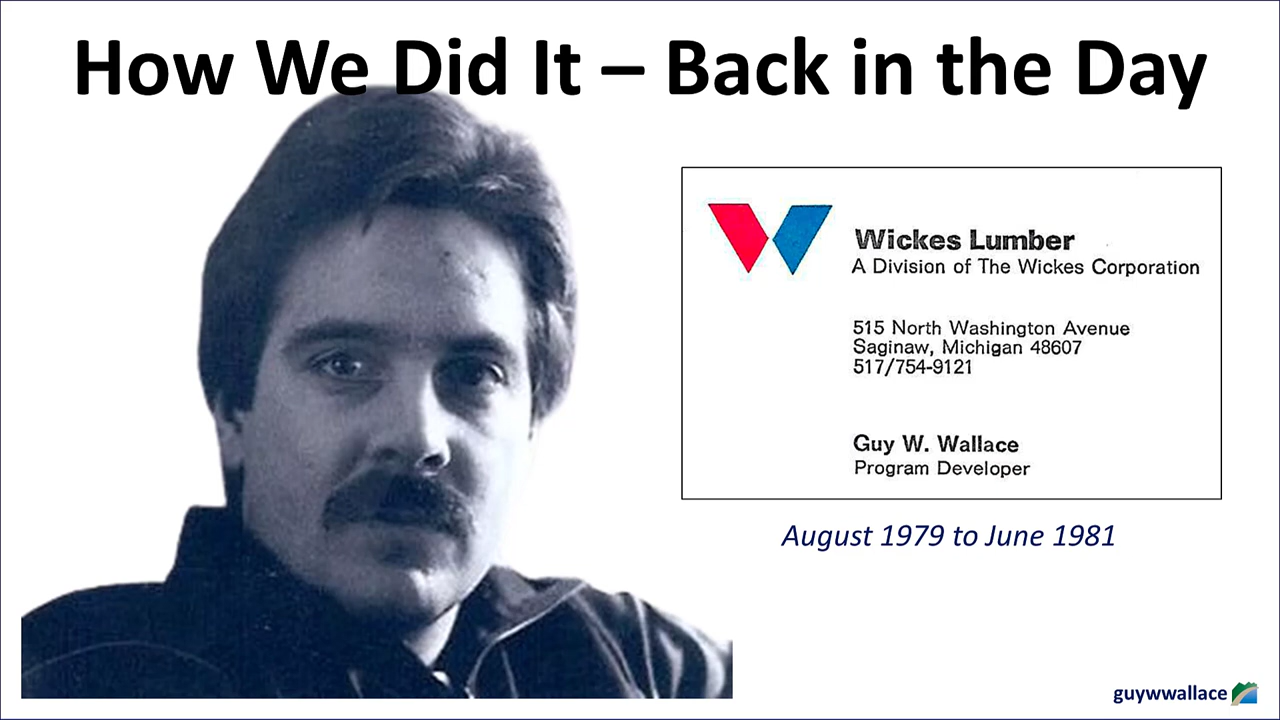 How We Did It – Back in the Day
Wickes Lumber
A Division of The Wickes Corporation
515 North Washington Avenue
Saginaw, Michigan 48607
517/754-9121
Guy W. Wallace
Program Developer
August 1979 to June 1981
guywwallace